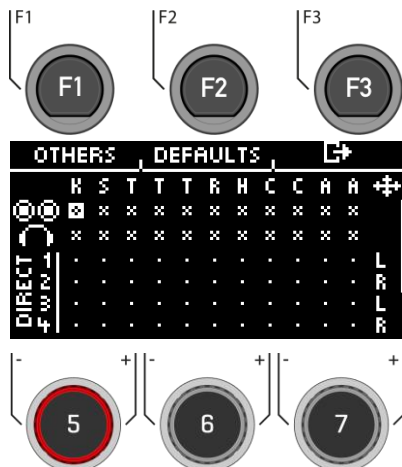 F1 F2 F3
F1 F2 F3
OTHERS DEFAULTS
K S T T T R H C C A A
x x x x x x x x x x x
x x x x x x x x x x x
DIRECT
1 . . . . . . . . . . . L
2 . . . . . . . . . . . R
3 . . . . . . . . . . . L
4 . . . . . . . . . . . R
- + - + - +
5 6 7